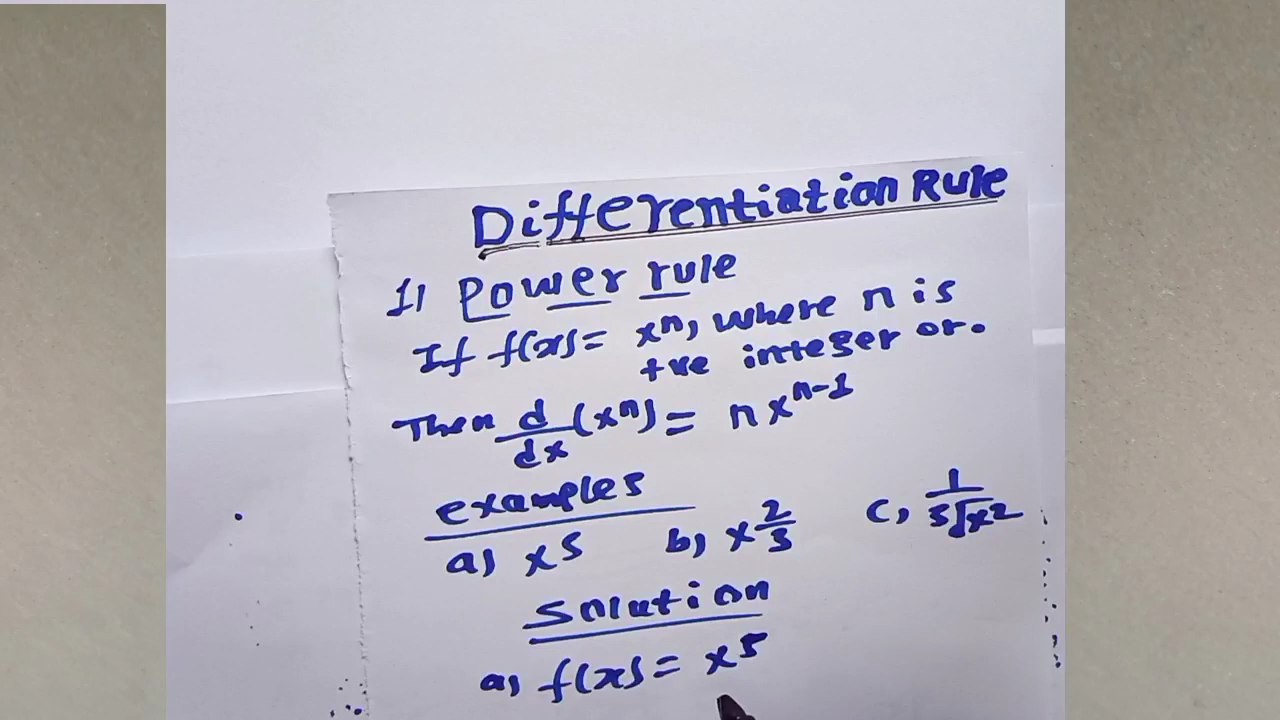 Differentiation Rule
1) Power rule
If f(x) = xⁿ, where n is
+ve integer or.
Then d/dx (xⁿ) = n xⁿ⁻¹
examples
a) x⁵ b) x^2/3 c, 1/5√x²
Solution
a) f(x) = x⁵